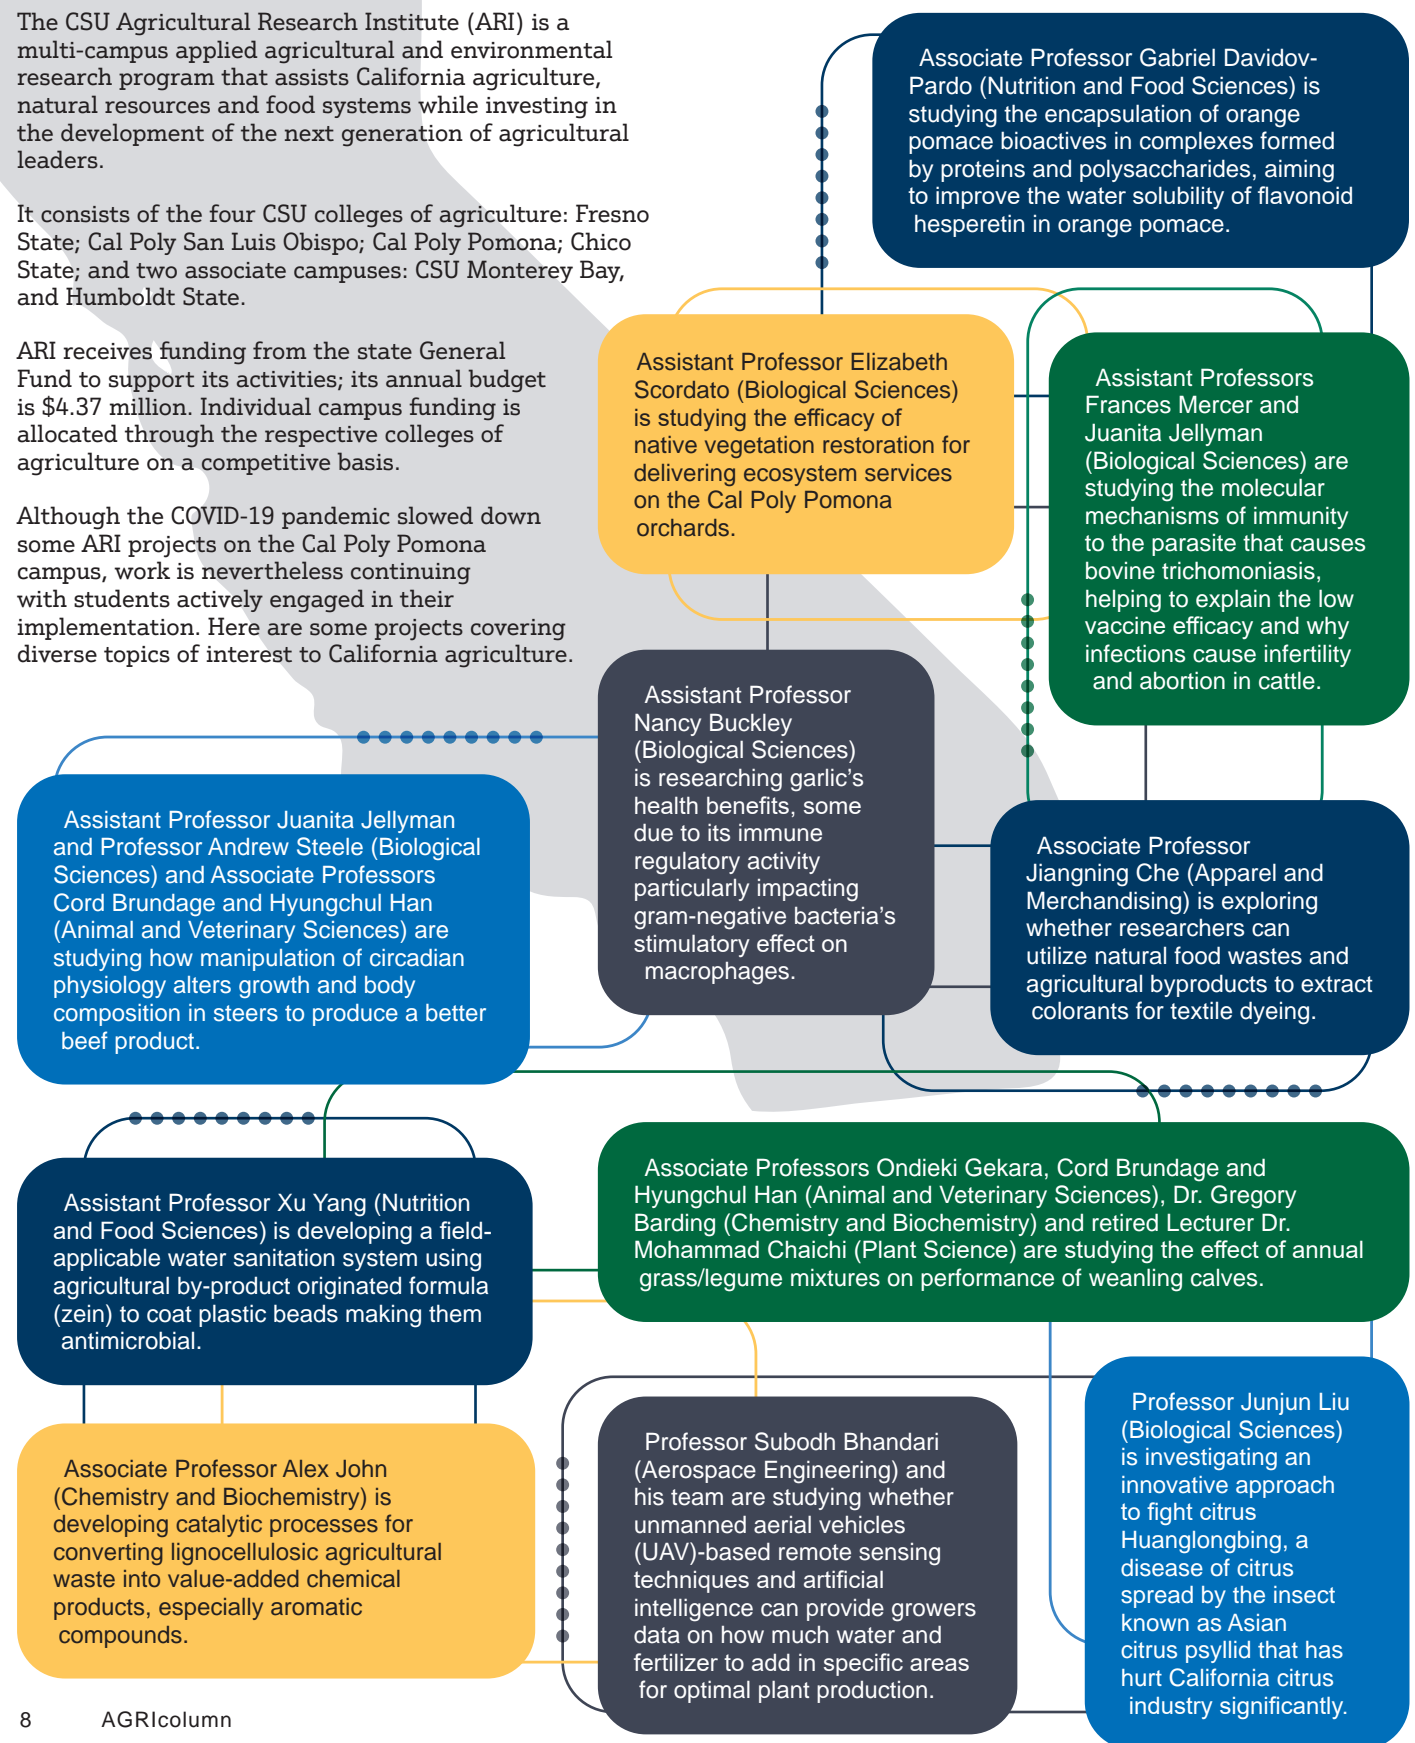 The CSU Agricultural Research Institute (ARI) is a
multi-campus applied agricultural and environmental
research program that assists California agriculture,
natural resources and food systems while investing in
the development of the next generation of agricultural
leaders.
It consists of the four CSU colleges of agriculture: Fresno
State; Cal Poly San Luis Obispo; Cal Poly Pomona; Chico
State; and two associate campuses: CSU Monterey Bay,
and Humboldt State.
ARI receives funding from the state General
Fund to support its activities; its annual budget
is $4.37 million. Individual campus funding is
allocated through the respective colleges of
agriculture on a competitive basis.
Although the COVID-19 pandemic slowed down
some ARI projects on the Cal Poly Pomona
campus, work is nevertheless continuing
with students actively engaged in their
implementation. Here are some projects covering
diverse topics of interest to California agriculture.
Associate Professor Gabriel Davidov-
Pardo (Nutrition and Food Sciences) is
studying the encapsulation of orange
pomace bioactives in complexes formed
by proteins and polysaccharides, aiming
to improve the water solubility of flavonoid
hesperetin in orange pomace.
Assistant Professor Elizabeth
Scordato (Biological Sciences)
is studying the efficacy of
native vegetation restoration for
delivering ecosystem services
on the Cal Poly Pomona
orchards.
Assistant Professors
Frances Mercer and
Juanita Jellyman
(Biological Sciences) are
studying the molecular
mechanisms of immunity
to the parasite that causes
bovine trichomoniasis,
helping to explain the low
vaccine efficacy and why
infections cause infertility
and abortion in cattle.
Assistant Professor
Nancy Buckley
(Biological Sciences)
is researching garlic's
health benefits, some
due to its immune
regulatory activity
particularly impacting
gram-negative bacteria's
stimulatory effect on
macrophages.
Assistant Professor Juanita Jellyman
and Professor Andrew Steele (Biological
Sciences) and Associate Professors
Cord Brundage and Hyungchul Han
(Animal and Veterinary Sciences) are
studying how manipulation of circadian
physiology alters growth and body
composition in steers to produce a better
beef product.
Associate Professor
Jiangning Che (Apparel and
Merchandising) is exploring
whether researchers can
utilize natural food wastes and
agricultural byproducts to extract
colorants for textile dyeing.
Assistant Professor Xu Yang (Nutrition
and Food Sciences) is developing a field-
applicable water sanitation system using
agricultural by-product originated formula
(zein) to coat plastic beads making them
antimicrobial.
Associate Professors Ondieki Gekara, Cord Brundage and
Hyungchul Han (Animal and Veterinary Sciences), Dr. Gregory
Barding (Chemistry and Biochemistry) and retired Lecturer Dr.
Mohammad Chaichi (Plant Science) are studying the effect of annual
grass/legume mixtures on performance of weanling calves.
Associate Professor Alex John
(Chemistry and Biochemistry) is
developing catalytic processes for
converting lignocellulosic agricultural
waste into value-added chemical
products, especially aromatic
compounds.
Professor Subodh Bhandari
(Aerospace Engineering) and
his team are studying whether
unmanned aerial vehicles
(UAV)-based remote sensing
techniques and artificial
intelligence can provide growers
data on how much water and
fertilizer to add in specific areas
for optimal plant production.
Professor Junjun Liu
(Biological Sciences)
is investigating an
innovative approach
to fight citrus
Huanglongbing, a
disease of citrus
spread by the insect
known as Asian
citrus psyllid that has
hurt California citrus
industry significantly.
8 AGRIcolumn